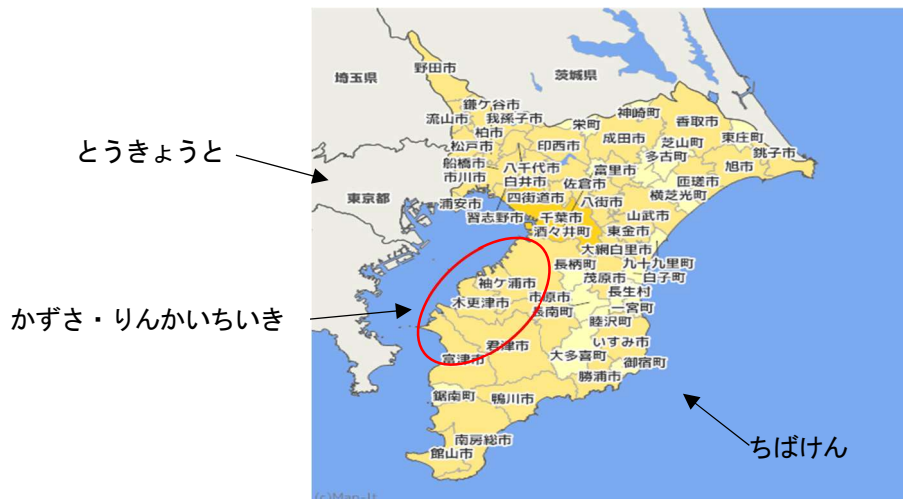 野田市
埼玉県
茨城県
鎌ケ谷市
流山市
我孫子市
柏市
松戸市
栄町
神崎町
香取市
印西市
成田市
芝山町
東庄町
多古町
銚子市
旭市
とうきょうと
船橋市
市川市
八千代市
白井市
佐倉市
富里市
匝瑳市
横芝光町
東京都
浦安市
四街道市
八街市
習志野市
千葉市
山武市
酒々井町
東金市
大網白里市
九十九里町
長柄町
茂原市
白子町
袖ケ浦市
長生村
木更津市
市原市
一宮町
長南町
かずさ・りんかいちいき
睦沢町
君津市
いすみ市
富津市
大多喜町
御宿町
勝浦市
鋸南町
鴨川市
ちばけん
南房総市
館山市
(c)Map-It